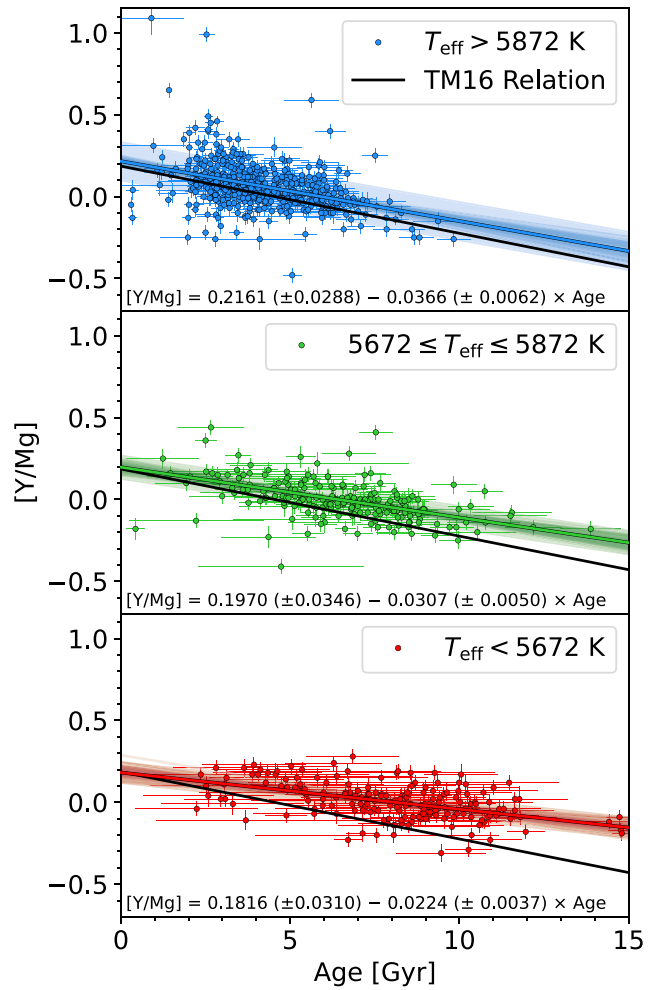 1.0
T_eff > 5872 K
TM16 Relation
0.5
0.0
−0.5
[Y/Mg] = 0.2161 (±0.0288) − 0.0366 (± 0.0062) × Age
1.0
5672 ≤ T_eff ≤ 5872 K
0.5
0.0
−0.5
[Y/Mg] = 0.1970 (±0.0346) − 0.0307 (± 0.0050) × Age
[Y/Mg]
1.0
T_eff < 5672 K
0.5
0.0
−0.5
[Y/Mg] = 0.1816 (±0.0310) − 0.0224 (± 0.0037) × Age
0 5 10 15
Age [Gyr]